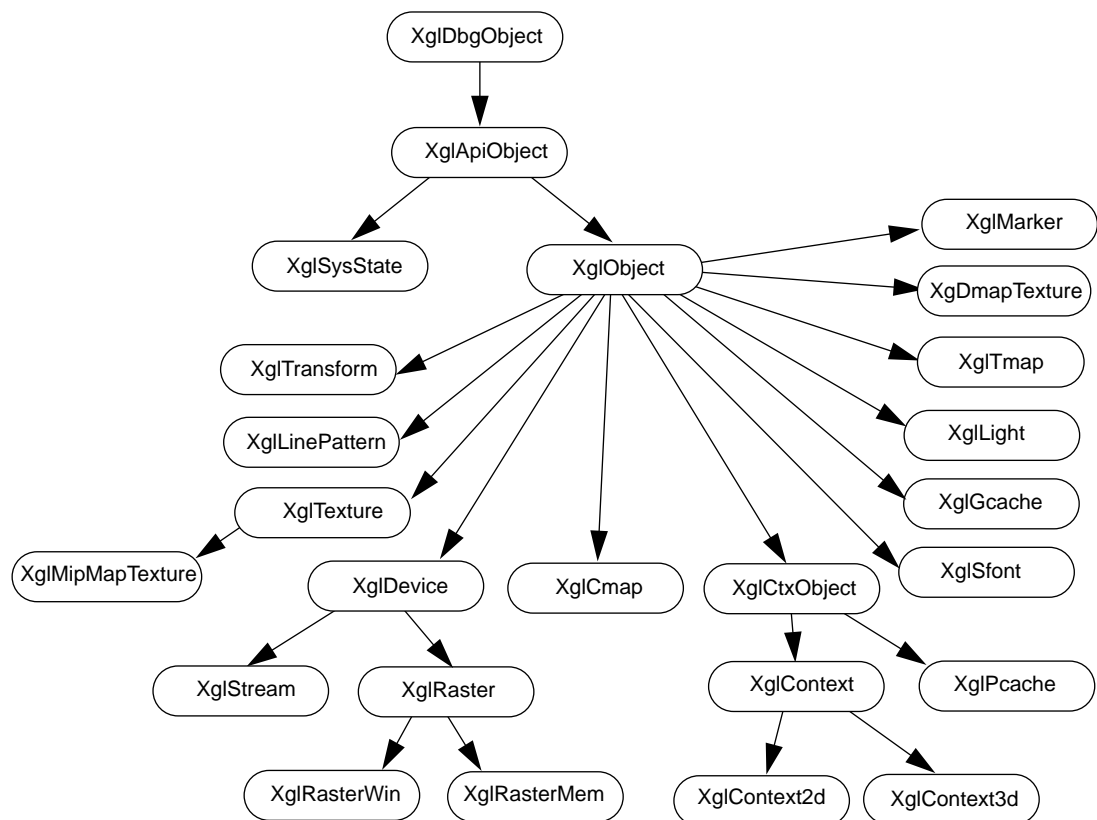 XglDbgObject
XglApiObject
XglSysState
XglObject
XglMarker
XgDmapTexture
XglTransform
XglTmap
XglLinePattern
XglLight
XglTexture
XglGcache
XglMipMapTexture
XglDevice
XglCmap
XglCtxObject
XglSfont
XglStream
XglRaster
XglContext
XglPcache
XglRasterWin
XglRasterMem
XglContext2d
XglContext3d